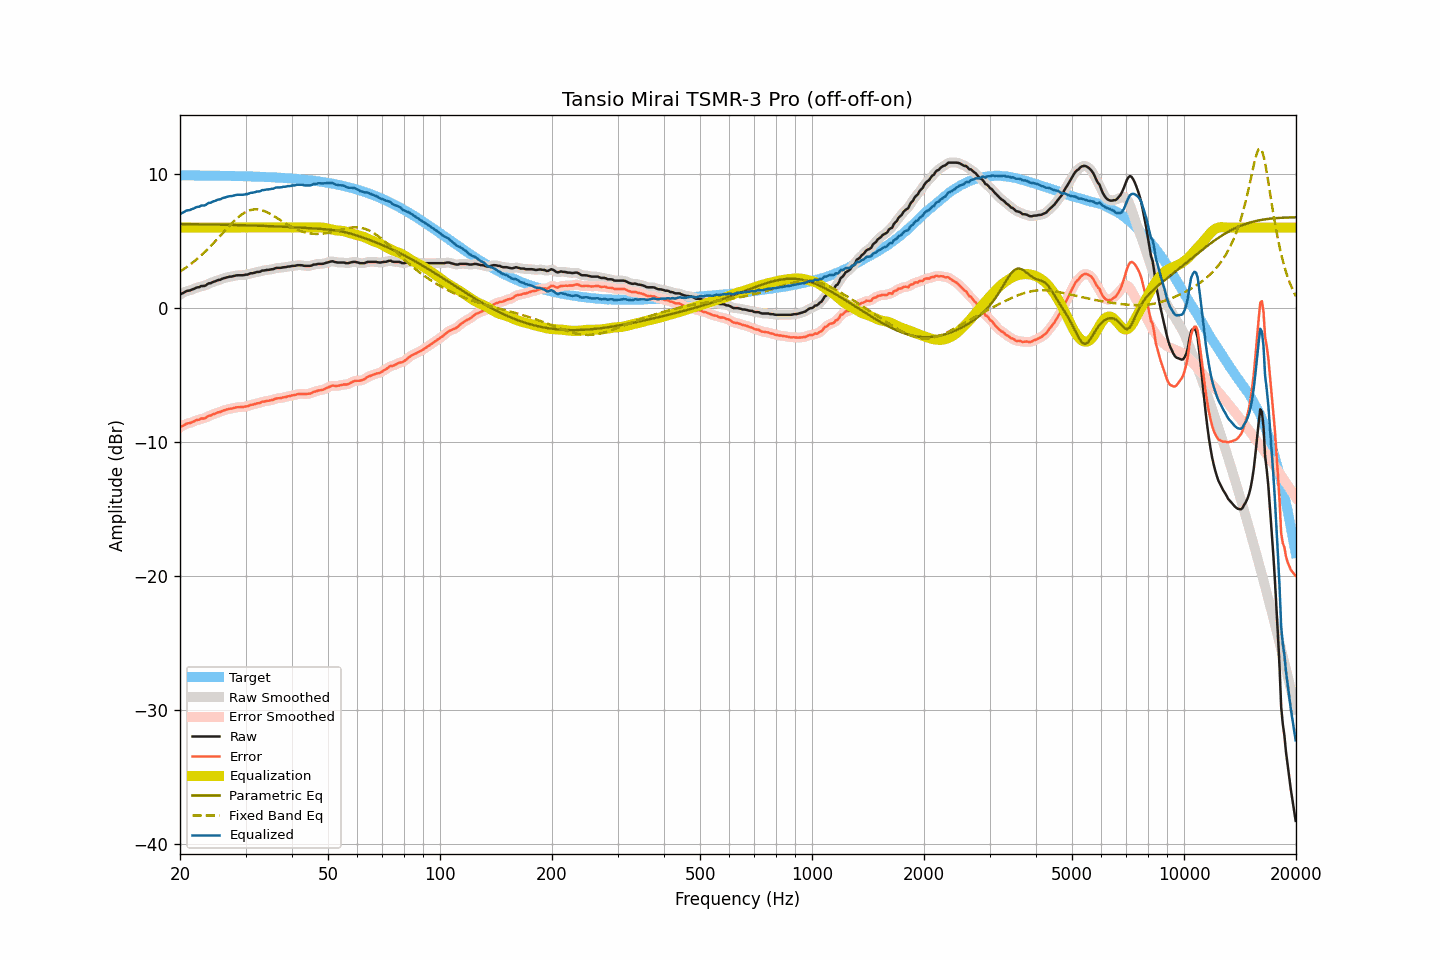 Tansio Mirai TSMR-3 Pro (off-off-on)
Amplitude (dBr)
10
0
−10
−20
−30
−40
Target
Raw Smoothed
Error Smoothed
Raw
Error
Equalization
Parametric Eq
Fixed Band Eq
Equalized
20 50 100 200 500 1000 2000 5000 10000 20000
Frequency (Hz)